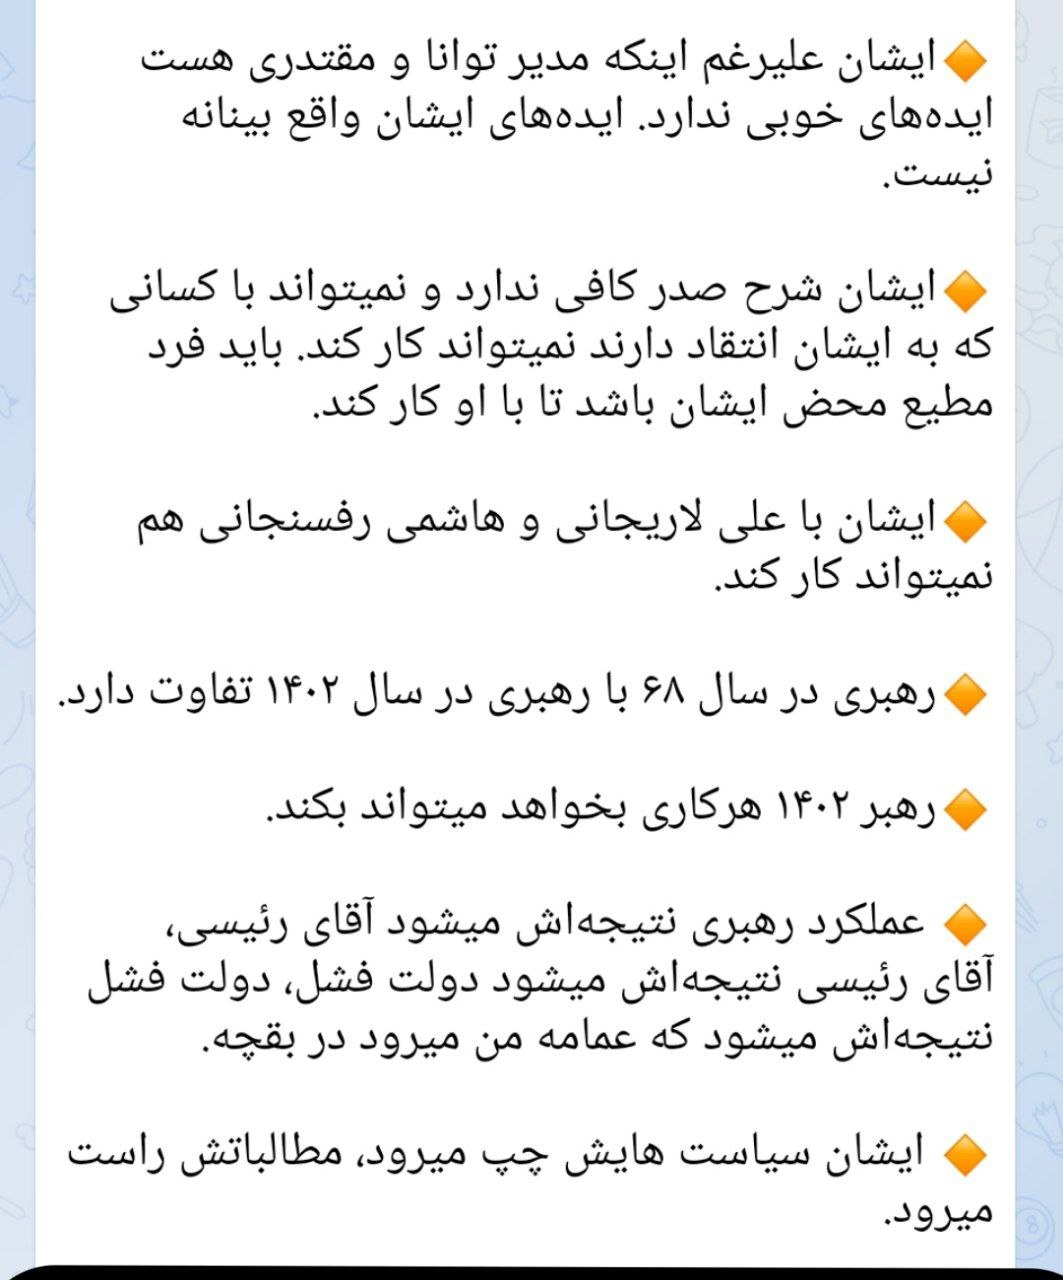 🔶ایشان علیرغم اینکه مدیر توانا و مقتدری هست
ایده‌های خوبی ندارد. ایده‌های ایشان واقع بینانه
نیست.
🔶ایشان شرح صدر کافی ندارد و نمیتواند با کسانی
که به ایشان انتقاد دارند نمیتواند کار کند. باید فرد
مطیع محض ایشان باشد تا با او کار کند.
🔶ایشان با علی لاریجانی و هاشمی رفسنجانی هم
نمیتواند کار کند.
🔶رهبری در سال ۶۸ با رهبری در سال ۱۴۰۲ تفاوت دارد.
🔶رهبر ۱۴۰۲ هرکاری بخواهد میتواند بکند.
🔶 عملکرد رهبری نتیجه‌اش میشود آقای رئیسی،
آقای رئیسی نتیجه‌اش میشود دولت فشل، دولت فشل
نتیجه‌اش میشود که عمامه من میرود در بقچه.
🔶 ایشان سیاست هایش چپ میرود، مطالباتش راست
میرود.